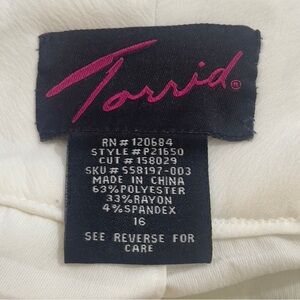 Torrid®
RN# 120684
STYLE# P21650
CUT# 158029
SKU# 558197-003
MADE IN CHINA
63%POLYESTER
33%RAYON
4%SPANDEX
16
SEE REVERSE FOR
CARE